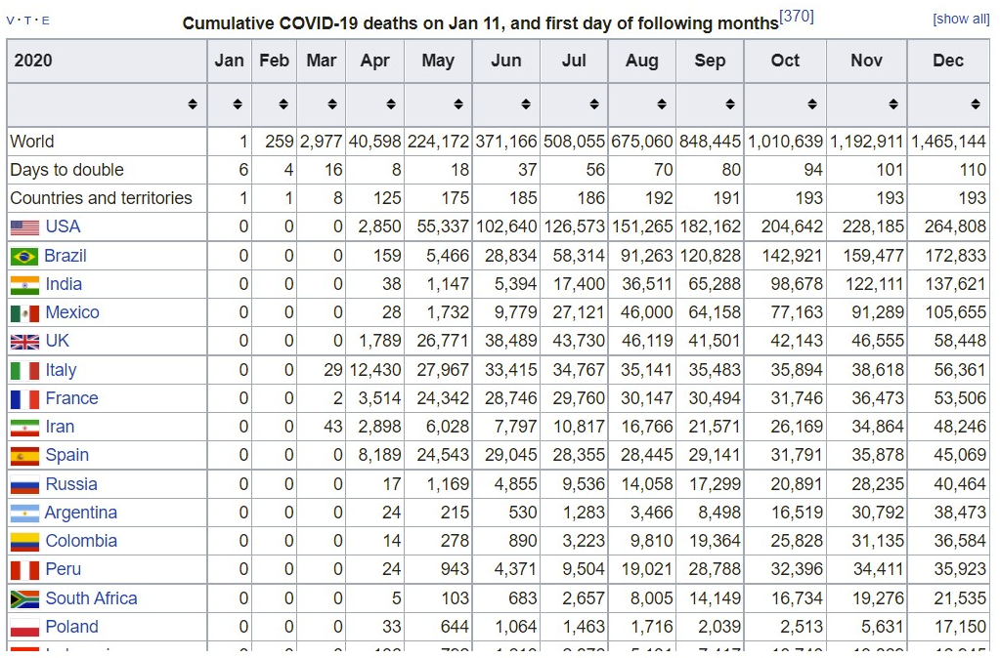 V · T · E Cumulative COVID-19 deaths on Jan 11, and first day of following months[370] [show all]
2020 Jan Feb Mar Apr May Jun Jul Aug Sep Oct Nov Dec
World 1 259 2,977 40,598 224,172 371,166 508,055 675,060 848,445 1,010,639 1,192,911 1,465,144
Days to double 6 4 16 8 18 37 56 70 80 94 101 110
Countries and territories 1 1 8 125 175 185 186 192 191 193 193 193
USA 0 0 0 2,850 55,337 102,640 126,573 151,265 182,162 204,642 228,185 264,808
Brazil 0 0 0 159 5,466 28,834 58,314 91,263 120,828 142,921 159,477 172,833
India 0 0 0 38 1,147 5,394 17,400 36,511 65,288 98,678 122,111 137,621
Mexico 0 0 0 28 1,732 9,779 27,121 46,000 64,158 77,163 91,289 105,655
UK 0 0 0 1,789 26,771 38,489 43,730 46,119 41,501 42,143 46,555 58,448
Italy 0 0 29 12,430 27,967 33,415 34,767 35,141 35,483 35,894 38,618 56,361
France 0 0 2 3,514 24,342 28,746 29,760 30,147 30,494 31,746 36,473 53,506
Iran 0 0 43 2,898 6,028 7,797 10,817 16,766 21,571 26,169 34,864 48,246
Spain 0 0 0 8,189 24,543 29,045 28,355 28,445 29,141 31,791 35,878 45,069
Russia 0 0 0 17 1,169 4,855 9,536 14,058 17,299 20,891 28,235 40,464
Argentina 0 0 0 24 215 530 1,283 3,466 8,498 16,519 30,792 38,473
Colombia 0 0 0 14 278 890 3,223 9,810 19,364 25,828 31,135 36,584
Peru 0 0 0 24 943 4,371 9,504 19,021 28,788 32,396 34,411 35,923
South Africa 0 0 0 5 103 683 2,657 8,005 14,149 16,734 19,276 21,535
Poland 0 0 0 33 644 1,064 1,463 1,716 2,039 2,513 5,631 17,150